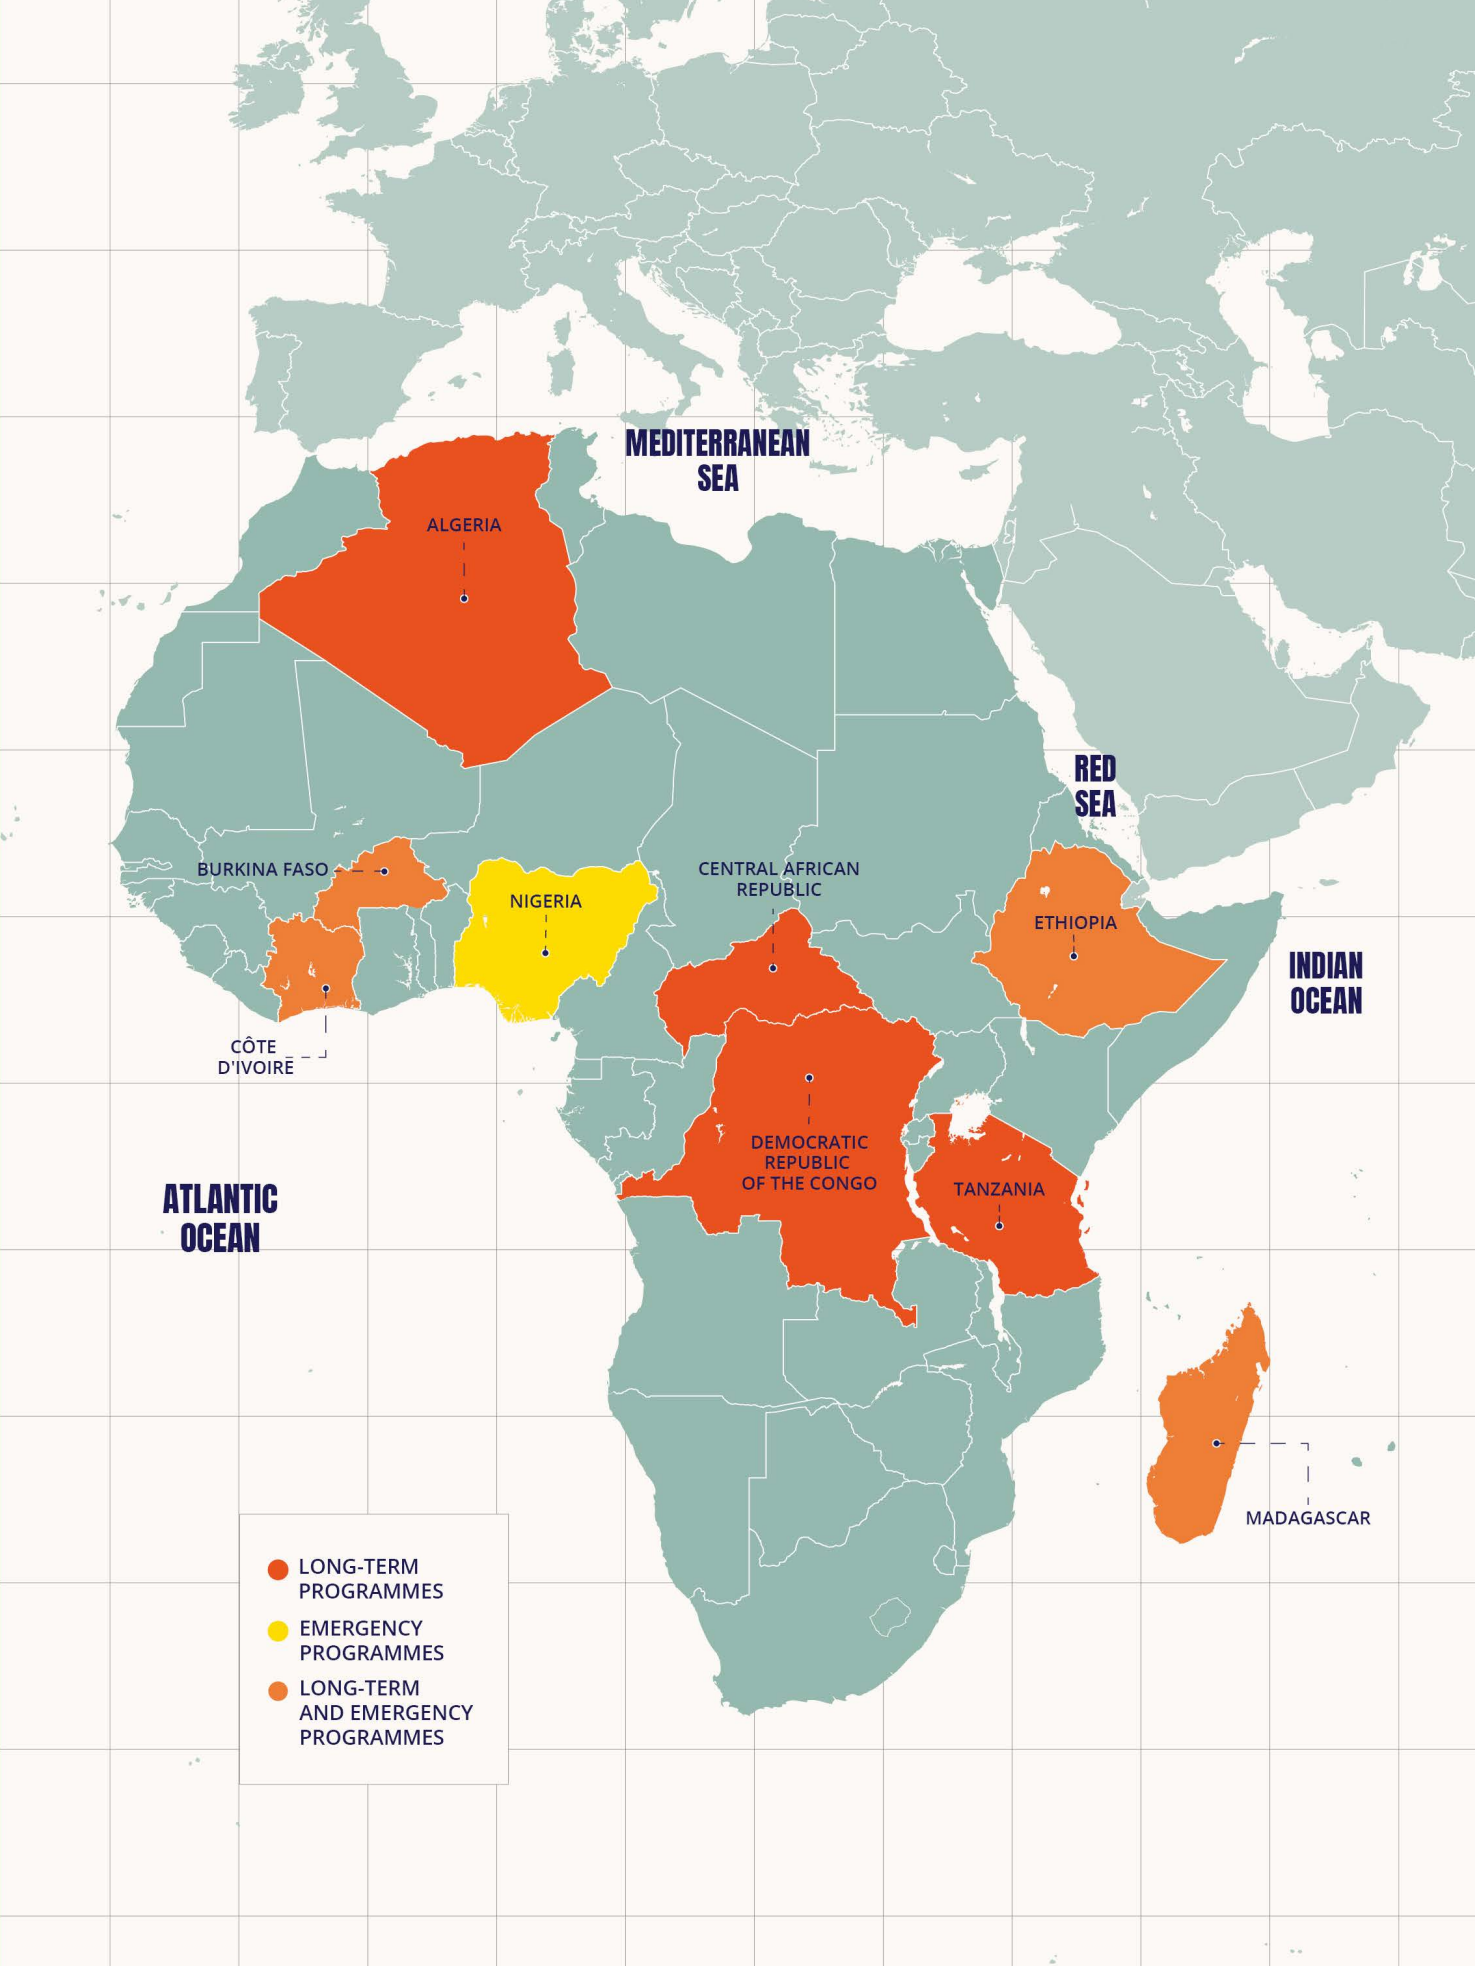 MEDITERRANEAN
SEA
ALGERIA
RED
SEA
BURKINA FASO
NIGERIA
CENTRAL AFRICAN
REPUBLIC
ETHIOPIA
INDIAN
OCEAN
CÔTE
D'IVOIRE
DEMOCRATIC
REPUBLIC
OF THE CONGO
TANZANIA
ATLANTIC
OCEAN
MADAGASCAR
LONG-TERM
PROGRAMMES
EMERGENCY
PROGRAMMES
LONG-TERM
AND EMERGENCY
PROGRAMMES